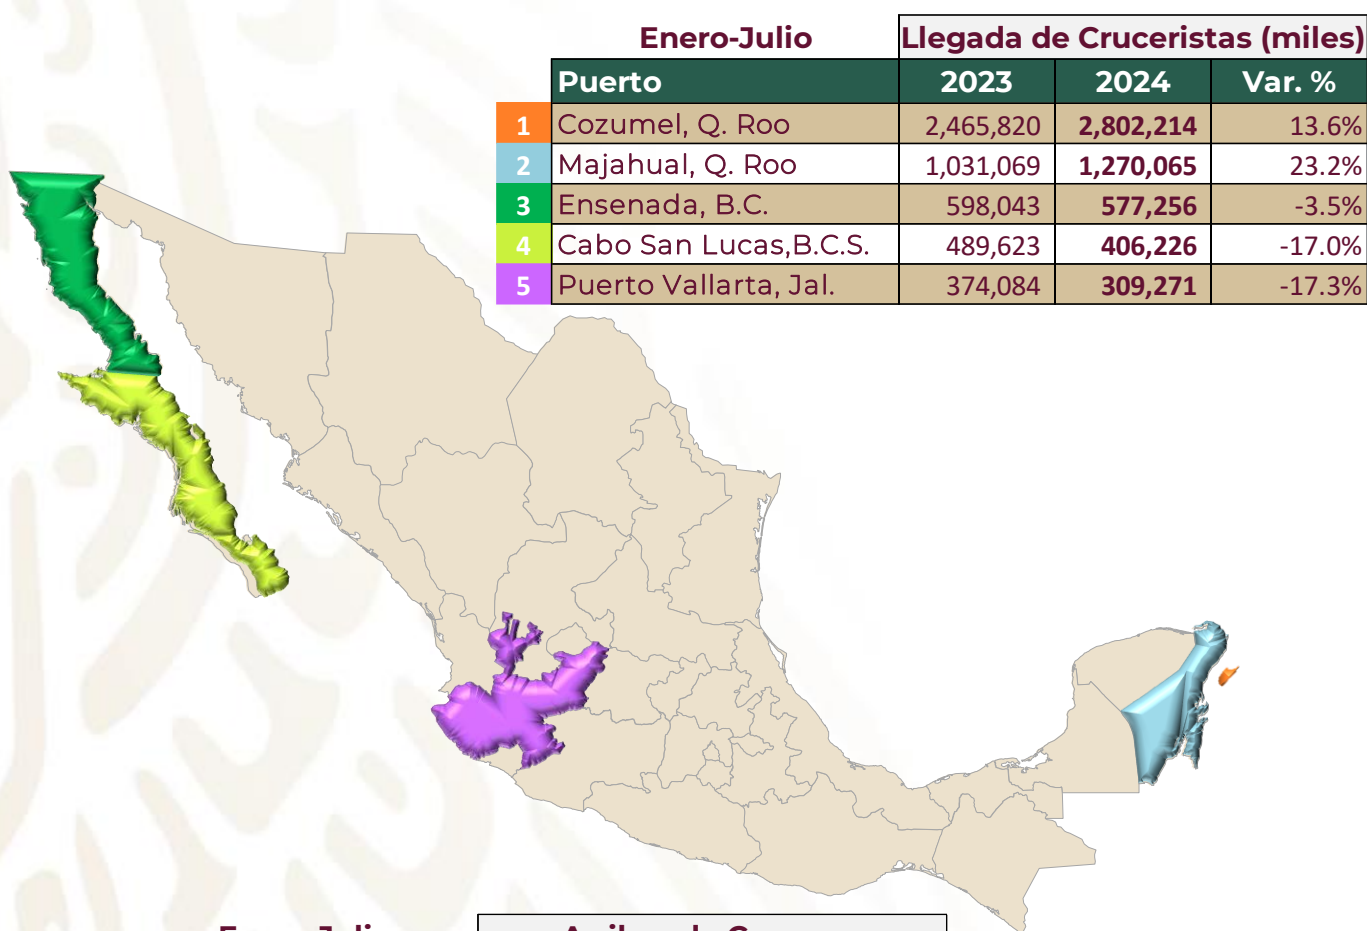 Enero-Julio Llegada de Cruceristas (miles)
Puerto 2023 2024 Var. %
1 Cozumel, Q. Roo 2,465,820 2,802,214 13.6%
2 Majahual, Q. Roo 1,031,069 1,270,065 23.2%
3 Ensenada, B.C. 598,043 577,256 -3.5%
4 Cabo San Lucas,B.C.S. 489,623 406,226 -17.0%
5 Puerto Vallarta, Jal. 374,084 309,271 -17.3%
Enero-Julio